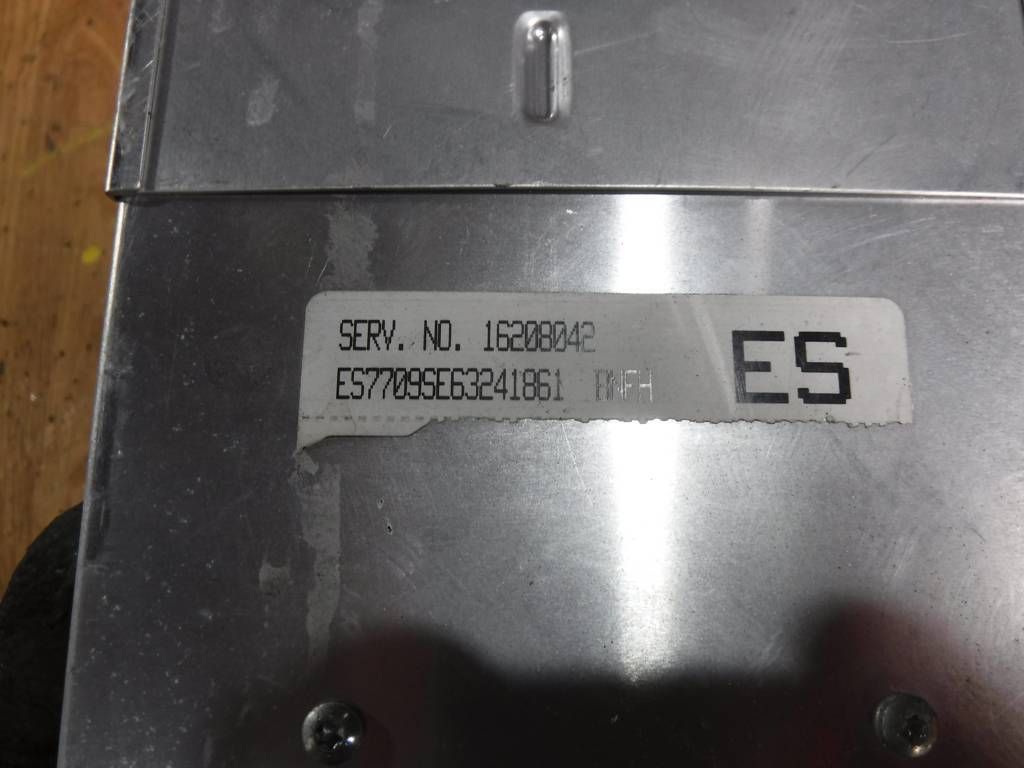 SERV. NO. 16208042
ES7709SE63241861 BNFH
ES